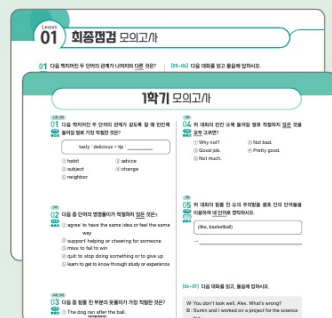 Lesson
01 최종점검 모의고사
01 다음 짝지어진 두 단어의 관계가 나머지와 다른 것은?
[05~06] 다음 대화를 읽고 물음에 답하시오.
1학기 모의고사
01 다음 짝지어진 두 단어의 관계가 같도록 할 때 빈칸에
들어갈 말로 가장 적절한 것은?
tasty : delicious = tip :
① habit ② advice
③ subject ④ change
⑤ neighbor
02 다음 중 단어의 영영풀이가 적절하지 않은 것은?
① agree: to have the same idea or feel the same
way
② support: helping or cheering for someone
③ miss: to fail to win
④ quit: to stop doing something or to give up
⑤ learn: to get to know through study or experience
03 다음 중 밑줄 친 부분의 뜻풀이가 가장 적절한 것은?
① The dog ran after the ball.
04 위 대화의 빈칸 ⓐ에 들어갈 말로 적절하지 않은 것을
모두 고르면?
① Why not? ② Not bad.
③ Good job. ④ Pretty good.
⑤ Not much.
05 위 대화의 밑줄 친 ⓑ의 우리말을 괄호 안의 단어들을
이용하여 네 단어로 영작하시오.
(like, basketball)
[06~07] 다음 대화를 읽고, 물음에 답하시오.
W: You don't look well, Alex. What's wrong?
B: Sumin and I worked on a project for the science